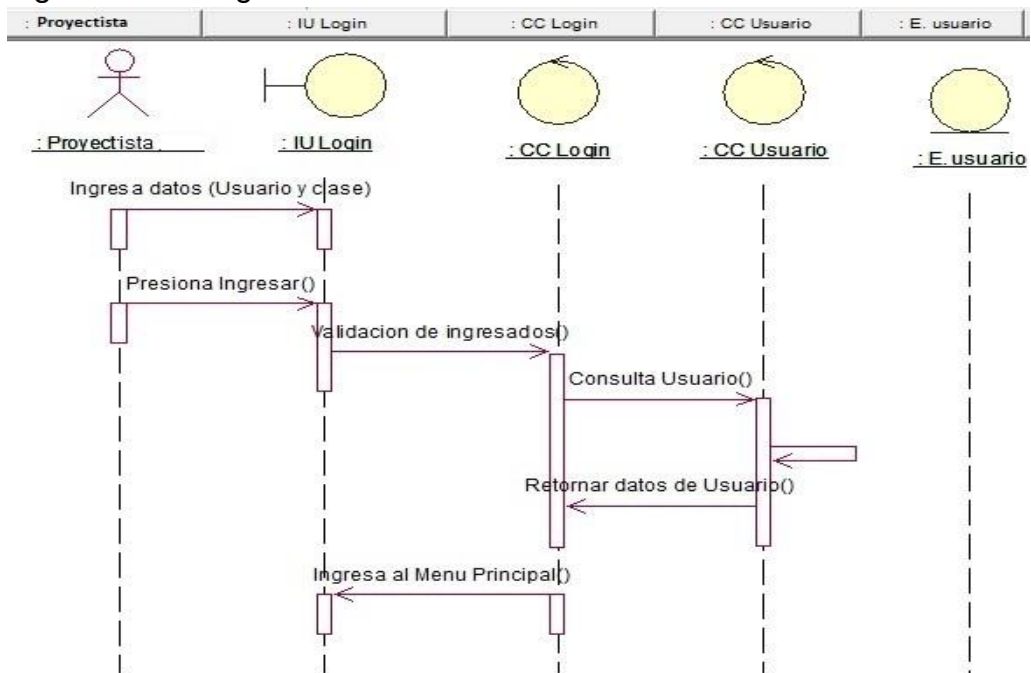 : Proyectista
: IU Login
: CC Login
: CC Usuario
: E. usuario
: Proyectista
: IU Login
: CC Login
: CC Usuario
: E. usuario
Ingresa datos (Usuario y clase)
Presiona Ingresar()
Validacion de ingresados()
Consulta Usuario()
Retornar datos de Usuario()
Ingresa al Menu Principal()